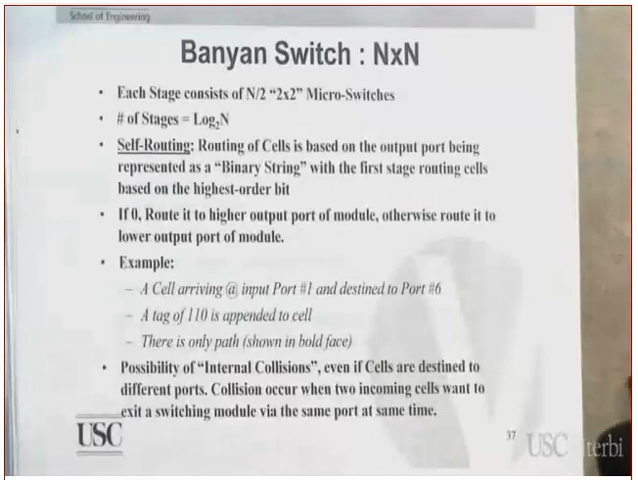 School of Engineering
Banyan Switch : NxN
• Each Stage consists of N/2 “2x2” Micro-Switches
• # of Stages = Log2N
• Self-Routing: Routing of Cells is based on the output port being
represented as a “Binary String” with the first stage routing cells
based on the highest-order bit
• If 0, Route it to higher output port of module, otherwise route it to
lower output port of module.
• Example:
– A Cell arriving @ input Port #1 and destined to Port #6
– A tag of 110 is appended to cell
– There is only path (shown in bold face)
• Possibility of “Internal Collisions”, even if Cells are destined to
different ports. Collision occur when two incoming cells want to
exit a switching module via the same port at same time.
USC
37
USC
terbi